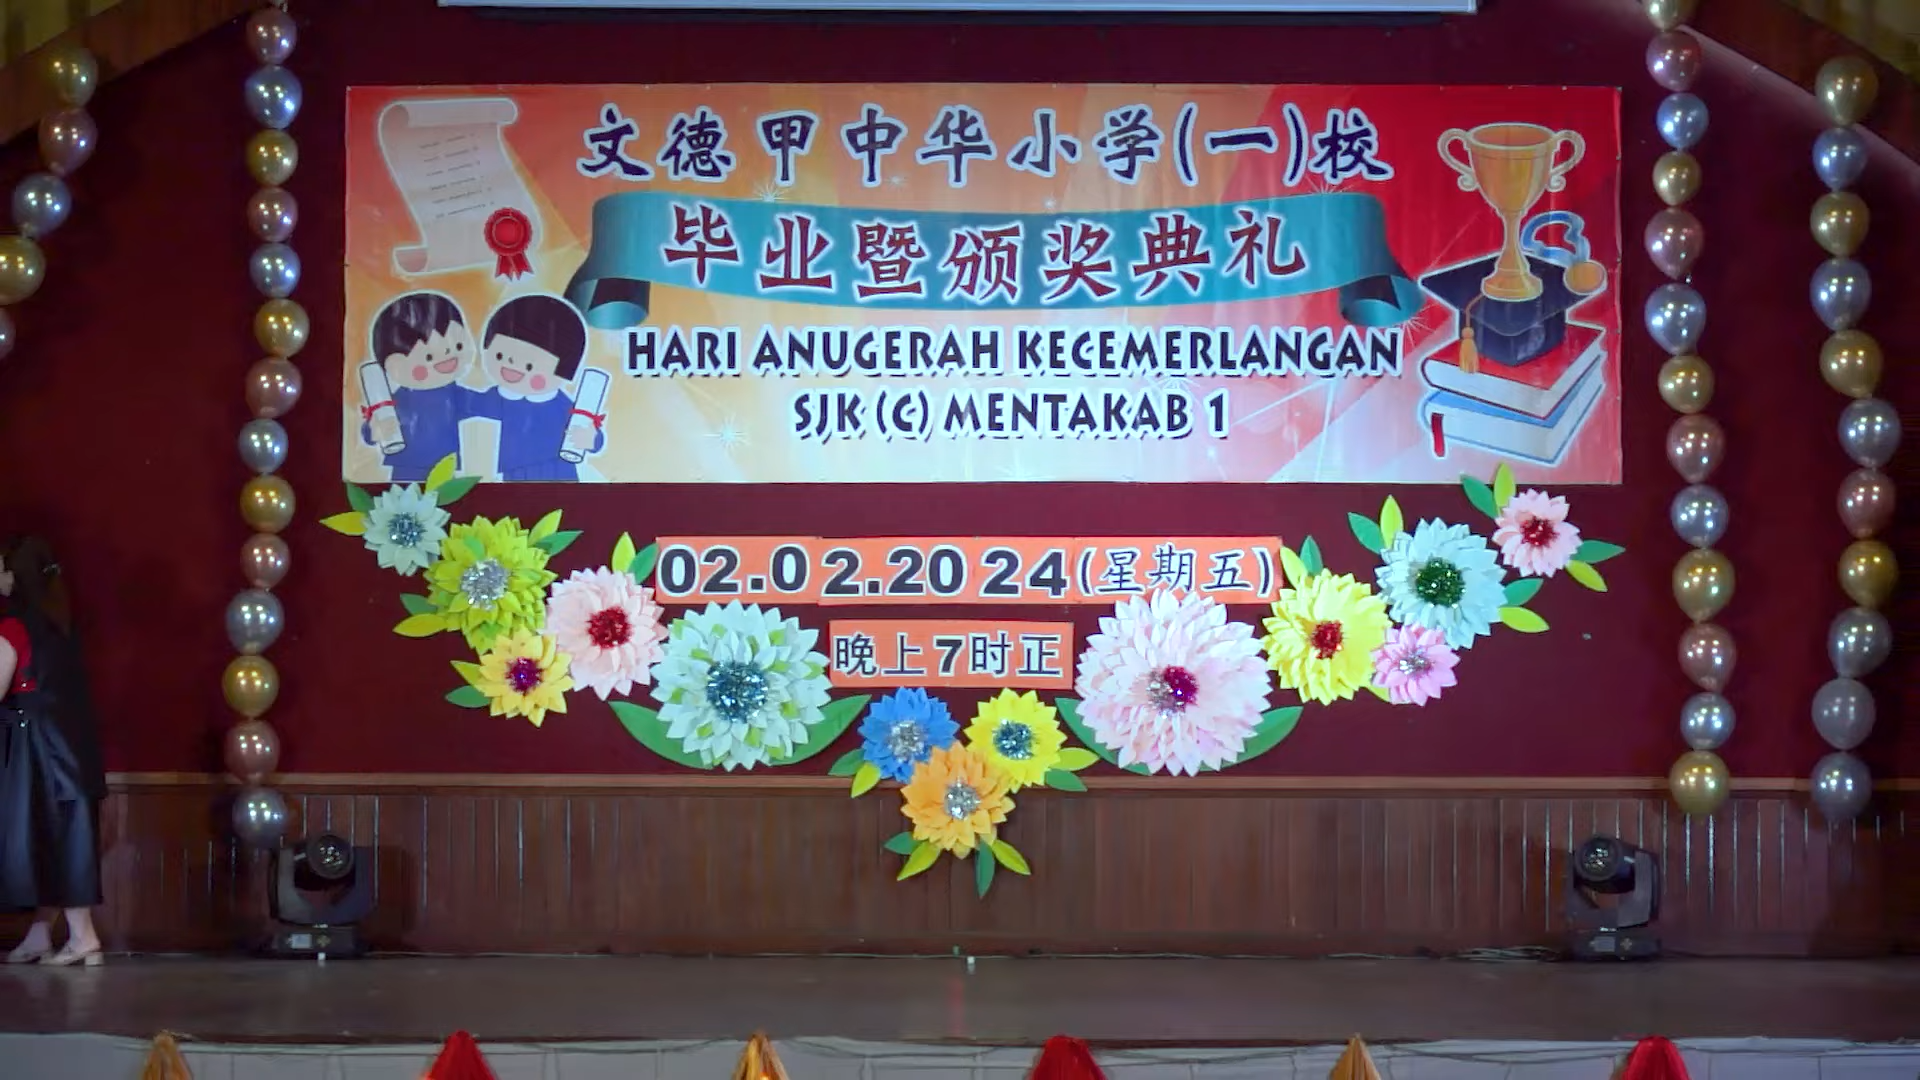 文德甲中华小学(一)校
毕业暨颁奖典礼
HARI ANUGERAH KECEMERLANGAN
SJK (C) MENTAKAB 1
02.02.2024(星期五)
晚上7时正